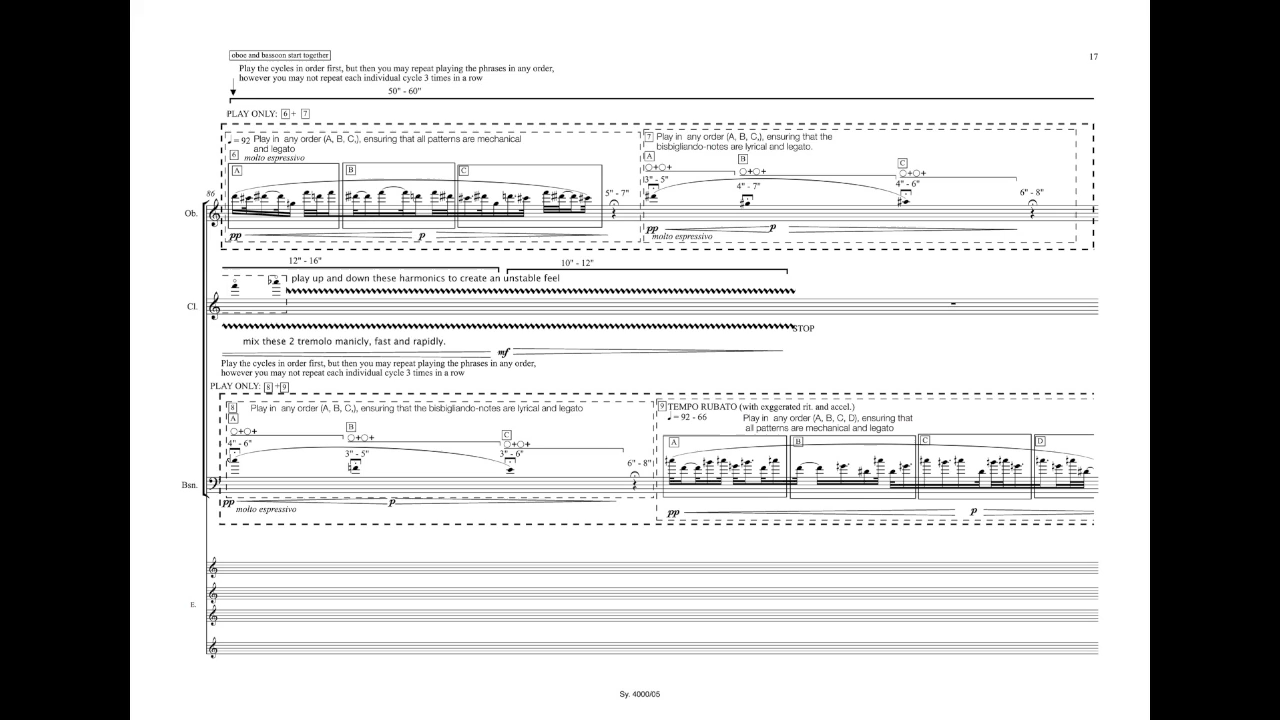 oboe and bassoon start together
17
Play the cycles in order first, but then you may repeat playing the phrases in any order,
however you may not repeat each individual cycle 3 times in a row
50" - 60"
PLAY ONLY: 6 + 7
♩= 92 Play in any order (A, B, C,), ensuring that all patterns are mechanical
and legato
6 molto espressivo
A B C
86
5" - 7"
Ob.
pp p
7 Play in any order (A, B, C,), ensuring that the
bisbigliando-notes are lyrical and legato.
A B C
○+○+ ○+○+ ○+○+
3" - 5" 4" - 7" 4" - 6" 6" - 8"
pp p
molto espressivo
12" - 16" 10" - 12"
play up and down these harmonics to create an unstable feel
Cl.
STOP
mix these 2 tremolo manicly, fast and rapidly.
mf
Play the cycles in order first, but then you may repeat playing the phrases in any order,
however you may not repeat each individual cycle 3 times in a row
PLAY ONLY: 8 + 9
8 Play in any order (A, B, C,), ensuring that the bisbigliando-notes are lyrical and legato
A B C
○+○+ ○+○+ ○+○+
4" - 6" 3" - 5" 3" - 6" 6" - 8"
Bsn.
pp p
molto espressivo
9 TEMPO RUBATO (with exggerated rit. and accel.)
♩= 92 - 66 Play in any order (A, B, C, D), ensuring that
all patterns are mechanical and legato
A B C D
pp p
E.
Sy. 4000/05